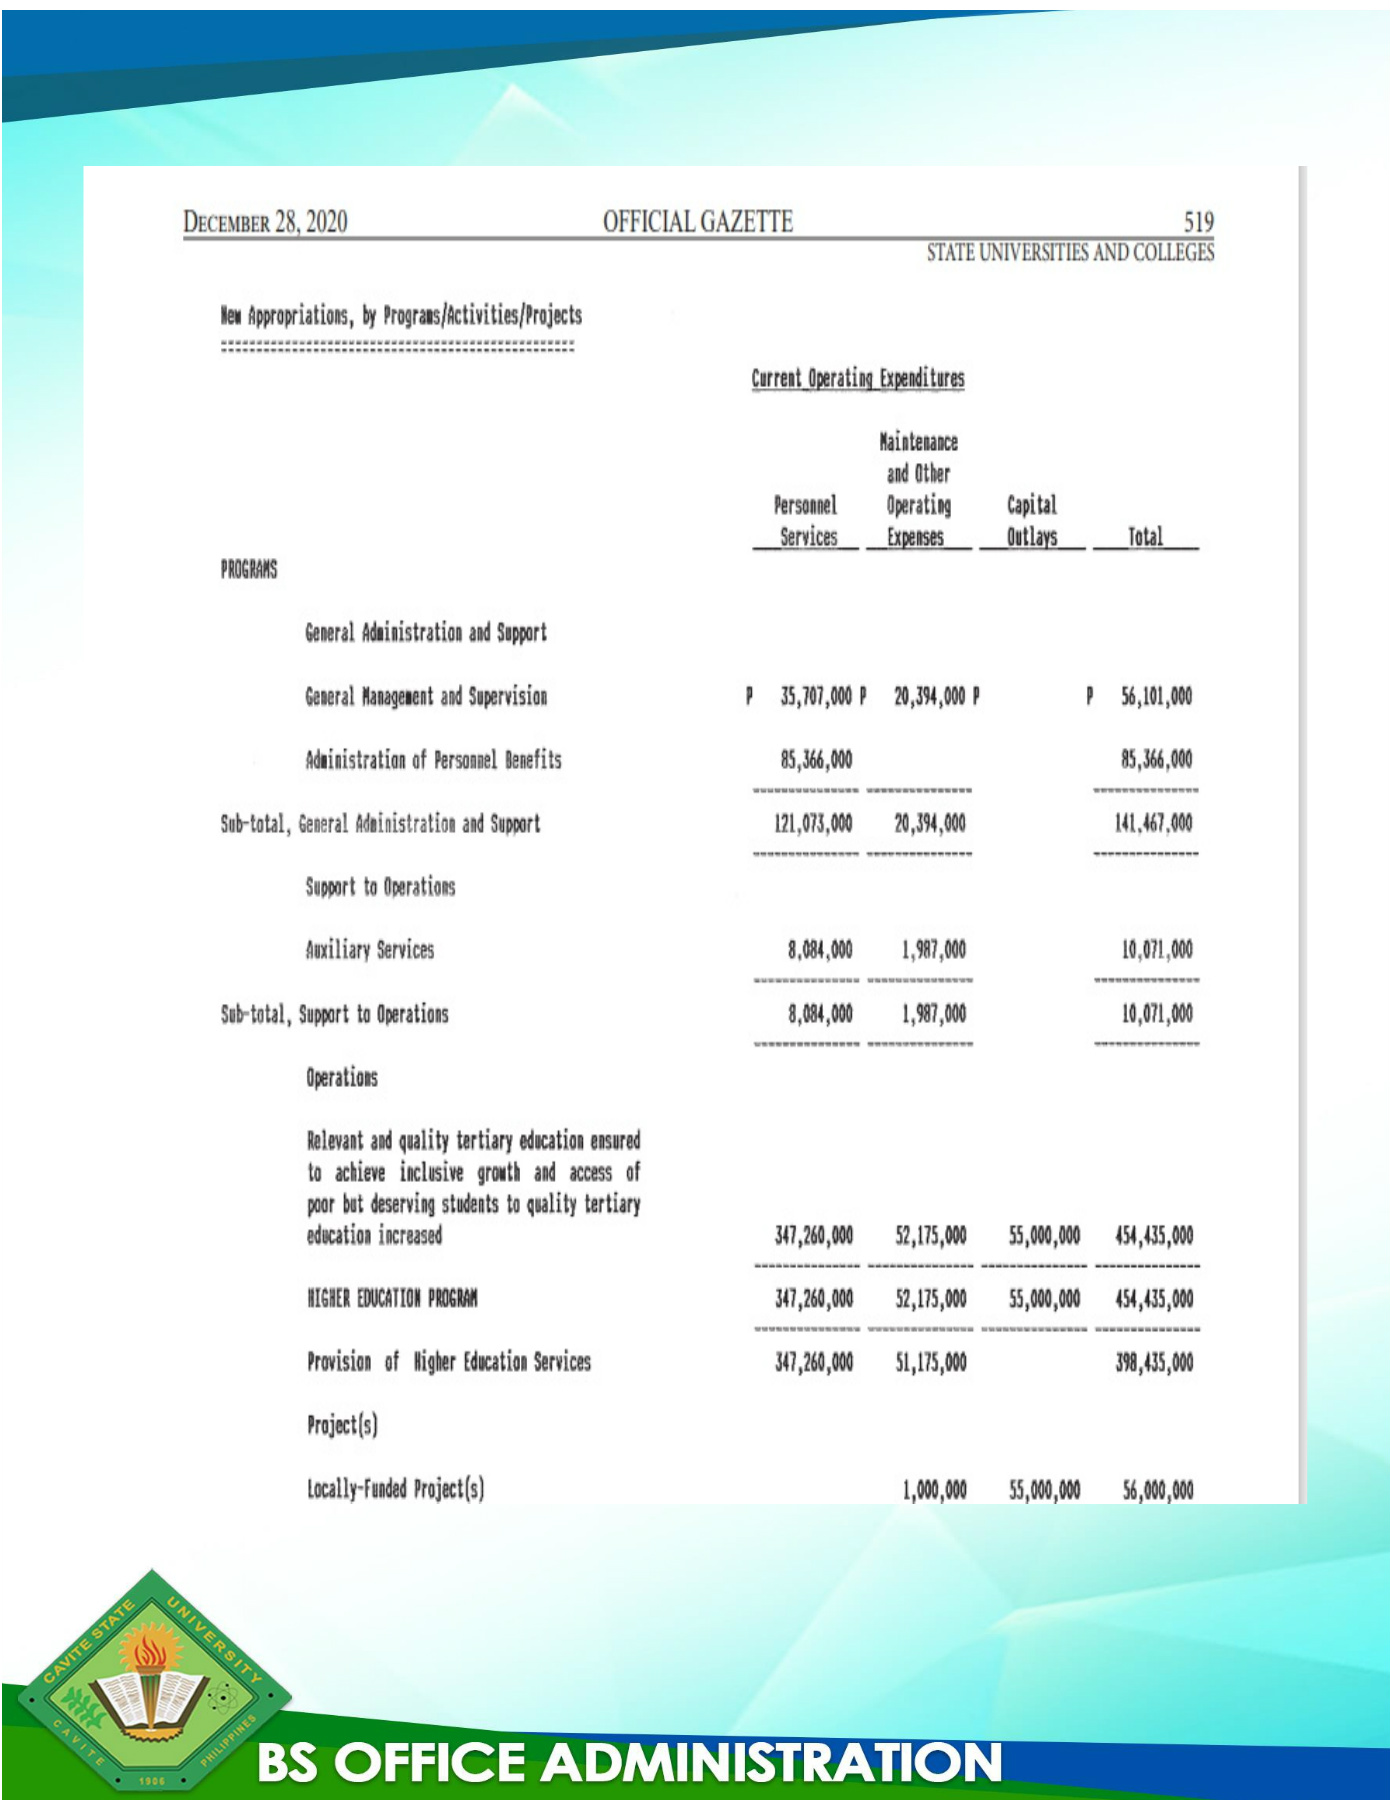 DECEMBER 28, 2020 OFFICIAL GAZETTE 519
STATE UNIVERSITIES AND COLLEGES
New Appropriations, by Programs/Activities/Projects
==================================================
Current Operating Expenditures
Maintenance
and Other
Personnel Operating Capital
Services Expenses Outlays Total
PROGRAMS
General Administration and Support
General Management and Supervision P 35,707,000 P 20,394,000 P P 56,101,000
Administration of Personnel Benefits 85,366,000 85,366,000
Sub-total, General Administration and Support 121,073,000 20,394,000 141,467,000
Support to Operations
Auxiliary Services 8,084,000 1,987,000 10,071,000
Sub-total, Support to Operations 8,084,000 1,987,000 10,071,000
Operations
Relevant and quality tertiary education ensured
to achieve inclusive growth and access of
poor but deserving students to quality tertiary
education increased 347,260,000 52,175,000 55,000,000 454,435,000
HIGHER EDUCATION PROGRAM 347,260,000 52,175,000 55,000,000 454,435,000
Provision of Higher Education Services 347,260,000 51,175,000 398,435,000
Project(s)
Locally-Funded Project(s) 1,000,000 55,000,000 56,000,000
CAVITE STATE UNIVERSITY
CAVITE PHILIPPINES
1906
BS OFFICE ADMINISTRATION